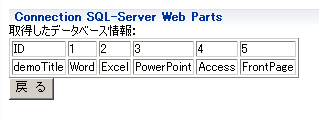 Connection SQL-Server Web Parts
取得したデータベース情報:
ID 1 2 3 4 5
demoTitle Word Excel PowerPoint Access FrontPage
戻 る